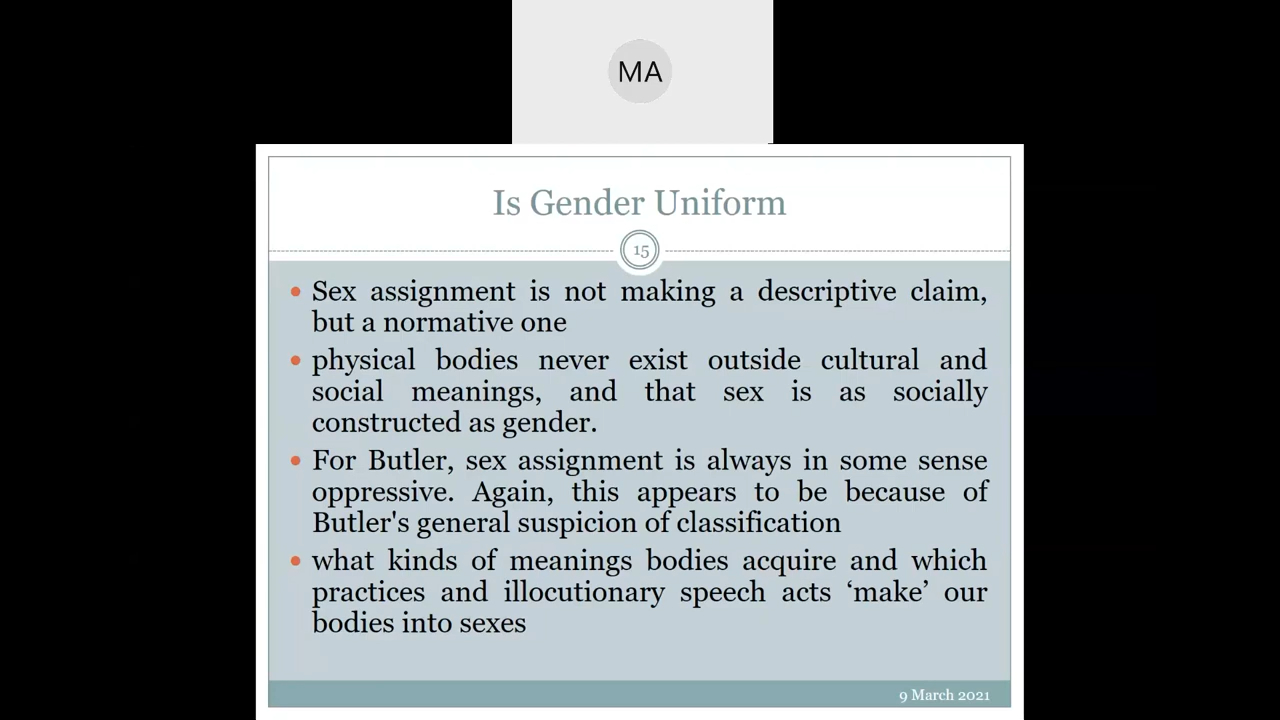 MA
Is Gender Uniform
15
Sex assignment is not making a descriptive claim,
but a normative one
physical bodies never exist outside cultural and
social meanings, and that sex is as socially
constructed as gender.
For Butler, sex assignment is always in some sense
oppressive. Again, this appears to be because of
Butler's general suspicion of classification
what kinds of meanings bodies acquire and which
practices and illocutionary speech acts ‘make’ our
bodies into sexes
9 March 2021